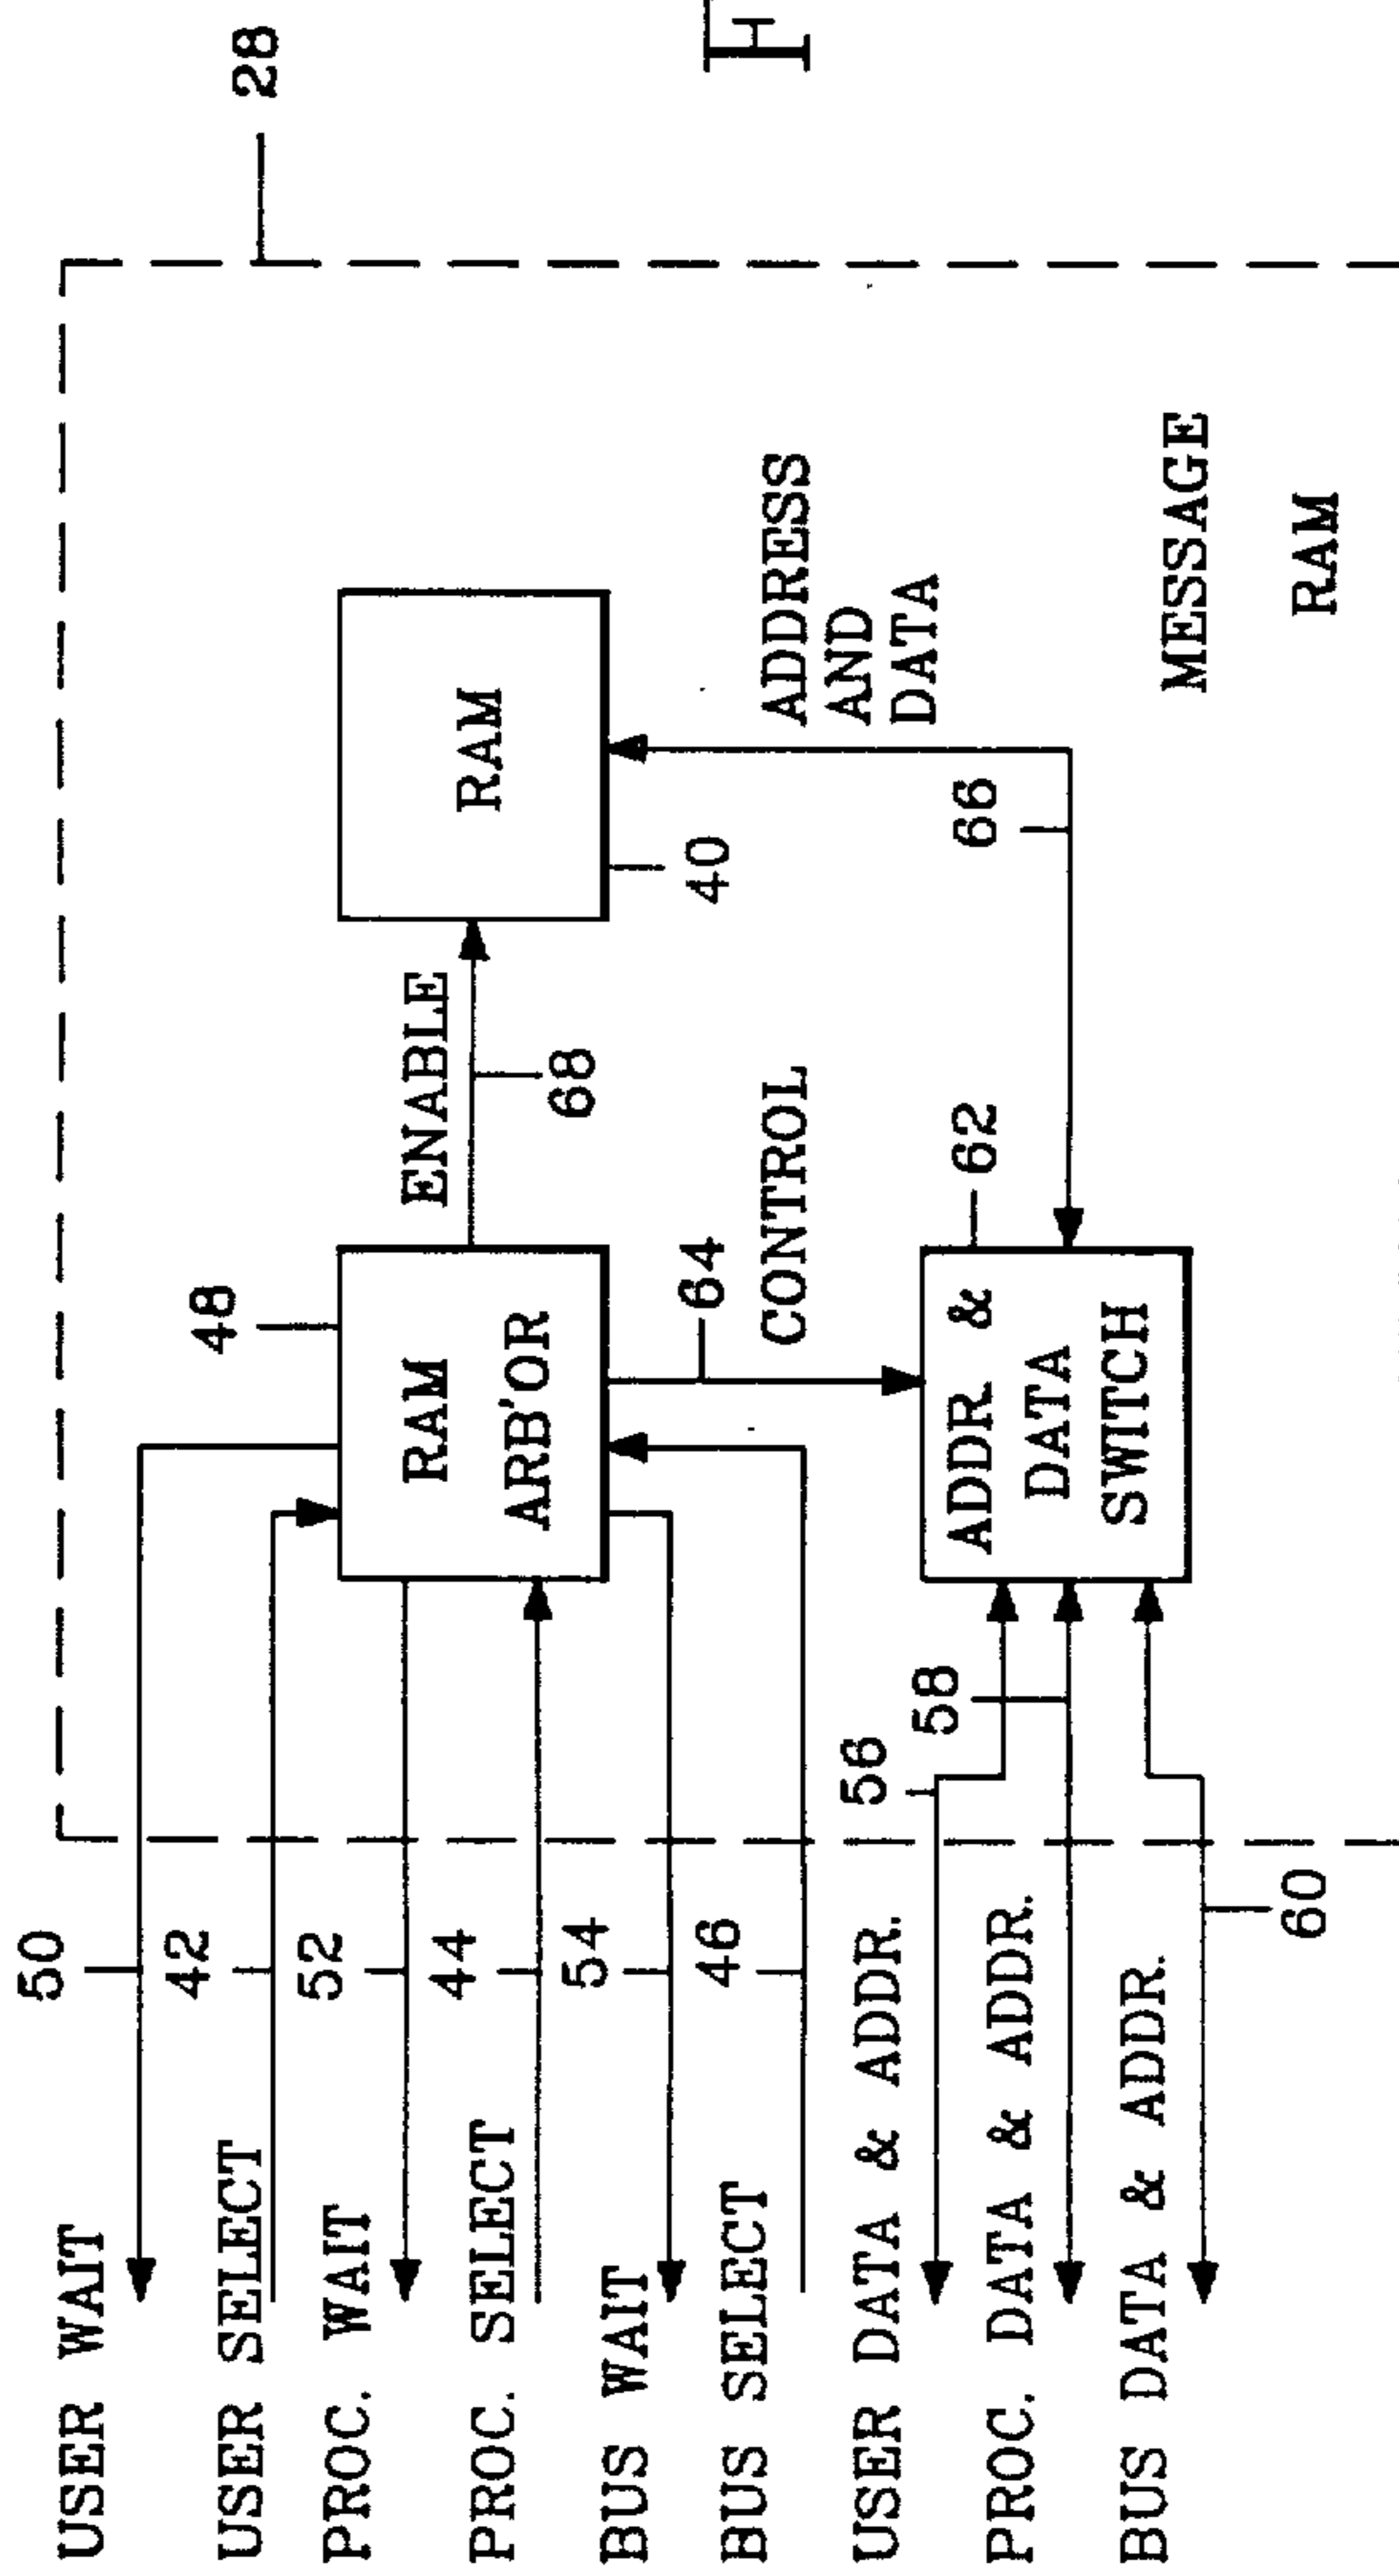 USER WAIT
50
USER SELECT
42
PROC. WAIT
52
PROC. SELECT
44
BUS WAIT
54
BUS SELECT
46
USER DATA & ADDR.
56
PROC. DATA & ADDR.
58
BUS DATA & ADDR.
60
48
RAM
ARB'OR
ENABLE
68
RAM
40
64
CONTROL
ADDR &
DATA
SWITCH
62
66
ADDRESS
AND
DATA
MESSAGE
RAM
28